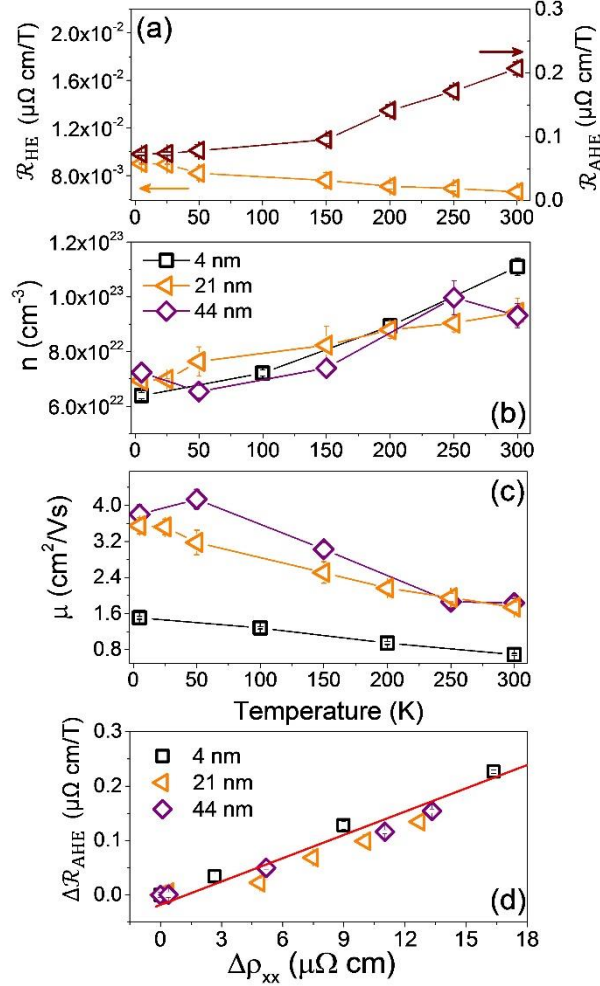 (a)
ℛHE (μΩ cm/T)
2.0x10-2
1.6x10-2
1.2x10-2
8.0x10-3
0.3
0.2
0.1
0.0
ℛAHE (μΩ cm/T)
0 50 100 150 200 250 300
n (cm-3)
1.2x1023
1.0x1023
8.0x1022
6.0x1022
4 nm
21 nm
44 nm
(b)
0 50 100 150 200 250 300
(c)
μ (cm2/Vs)
4.0
3.2
1.6
0.8
0 50 100 150 200 250 300
Temperature (K)
ΔℛAHE (μΩ cm/T)
0.3
0.2
0.1
0.0
4 nm
21 nm
44 nm
(d)
0 3 6 9 12 15 18
Δρxx (μΩ cm)